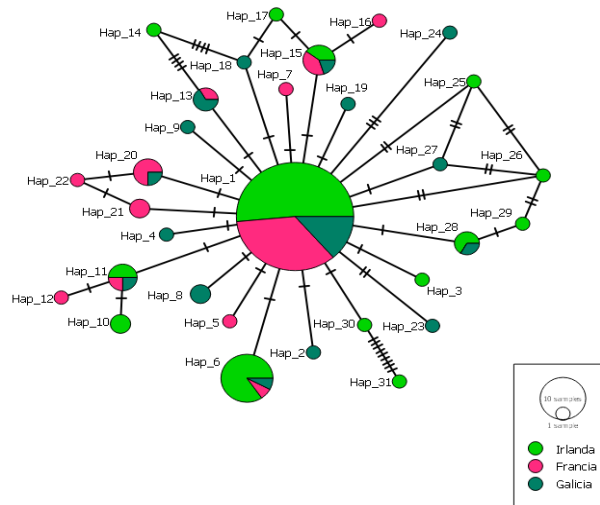 Hap_17
Hap_16
Hap_14
Hap_15
Hap_24
Hap_18
Hap_7
Hap_25
Hap_13
Hap_19
Hap_9
Hap_27
Hap_26
Hap_20
Hap_1
Hap_22
Hap_21
Hap_29
Hap_28
Hap_4
Hap_11
Hap_3
Hap_8
Hap_12
Hap_10
Hap_5
Hap_30
Hap_23
Hap_2
Hap_6
Hap_31
10 samples
1 sample
Irlanda
Francia
Galicia